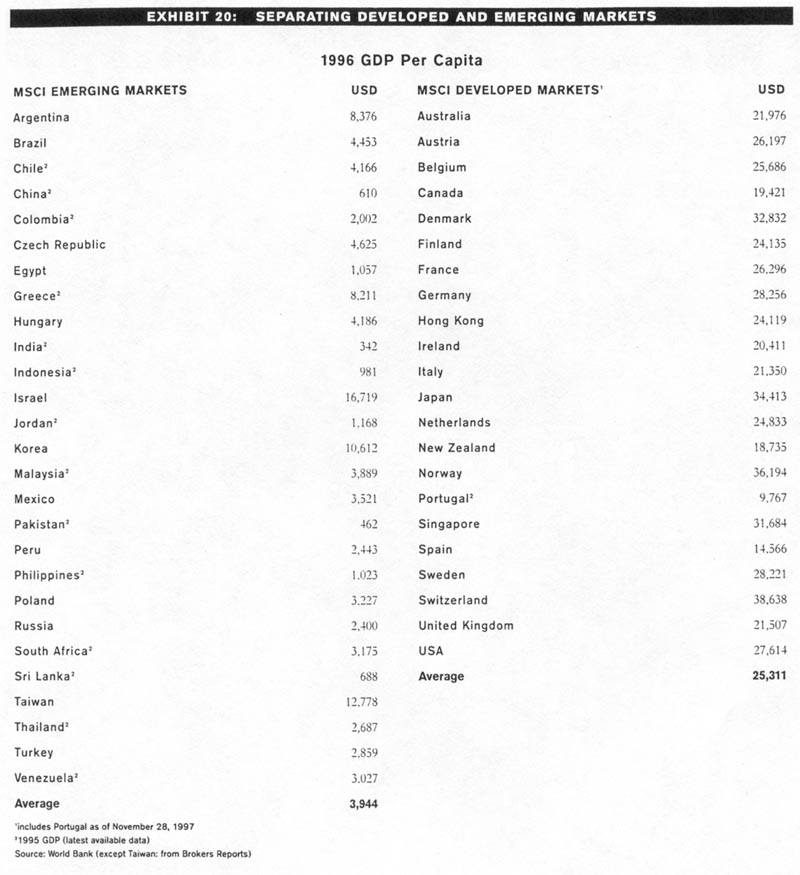 EXHIBIT 20: SEPARATING DEVELOPED AND EMERGING MARKETS
1996 GDP Per Capita
MSCI EMERGING MARKETS USD MSCI DEVELOPED MARKETS¹ USD
Argentina 8,376 Australia 21,976
Brazil 4,453 Austria 26,197
Chile² 4,166 Belgium 25,686
China² 610 Canada 19,421
Colombia² 2,002 Denmark 32,832
Czech Republic 4,625 Finland 24,135
Egypt 1,057 France 26,296
Greece² 8,211 Germany 28,256
Hungary 4,186 Hong Kong 24,119
India² 342 Ireland 20,411
Indonesia² 981 Italy 21,350
Israel 16,719 Japan 34,413
Jordan² 1,168 Netherlands 24,833
Korea 10,612 New Zealand 18,735
Malaysia² 3,889 Norway 36,194
Mexico 3,521 Portugal² 9,767
Pakistan² 462 Singapore 31,684
Peru 2,443 Spain 14,566
Philippines² 1,023 Sweden 28,221
Poland 3,227 Switzerland 38,638
Russia 2,400 United Kingdom 21,507
South Africa² 3,175 USA 27,614
Sri Lanka² 688 Average 25,311
Taiwan 12,778
Thailand² 2,687
Turkey 2,859
Venezuela² 3,027
Average 3,944
¹includes Portugal as of November 28, 1997
²1995 GDP (latest available data)
Source: World Bank (except Taiwan: from Brokers Reports)